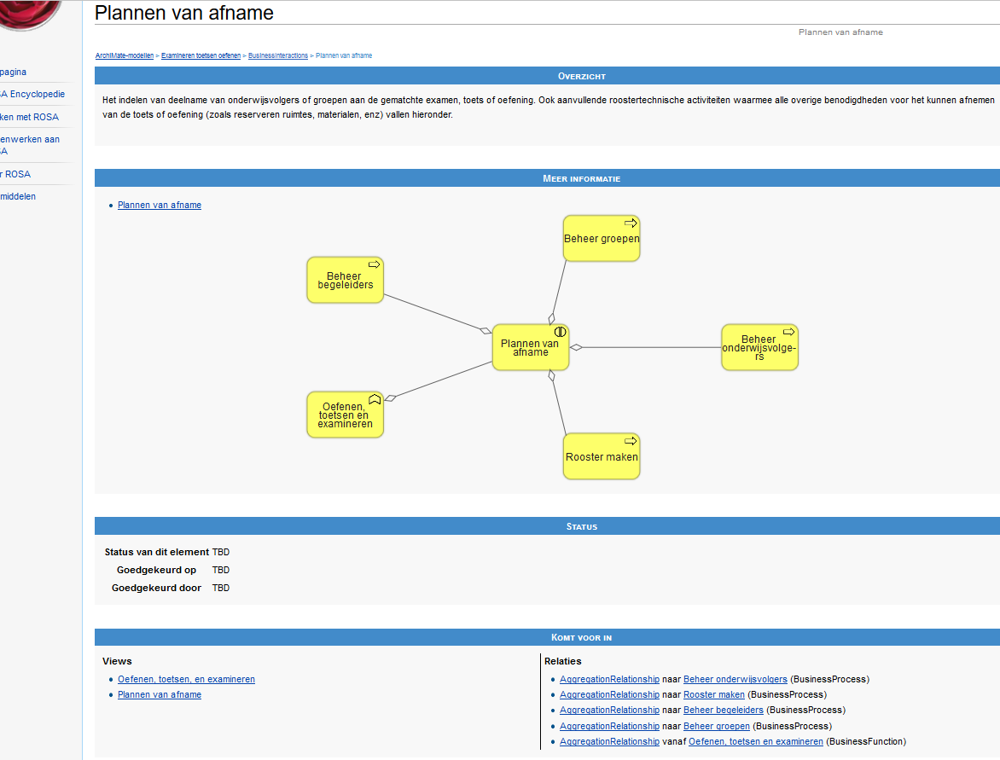 Plannen van afname
Plannen van afname
ArchiMate-modellen > Examineren toetsen oefenen > BusinessInteractions > Plannen van afname
pagina
A Encyclopedie
ken met ROSA
enwerken aan
A
r ROSA
middelen
Overzicht
Het indelen van deelname van onderwijsvolgers of groepen aan de gematchte examen, toets of oefening. Ook aanvullende roostertechnische activiteiten waarmee alle overige benodigdheden voor het kunnen afnemen
van de toets of oefening (zoals reserveren ruimtes, materialen, enz) vallen hieronder.
Meer informatie
Plannen van afname
Beheer groepen
Beheer
begeleiders
Plannen van
afname
Beheer
onderwijsvolge-
rs
Oefenen,
toetsen en
examineren
Rooster maken
Status
Status van dit element TBD
Goedgekeurd op TBD
Goedgekeurd door TBD
Komt voor in
Views
Oefenen, toetsen, en examineren
Plannen van afname
Relaties
AggregationRelationship naar Beheer onderwijsvolgers (BusinessProcess)
AggregationRelationship naar Rooster maken (BusinessProcess)
AggregationRelationship naar Beheer begeleiders (BusinessProcess)
AggregationRelationship naar Beheer groepen (BusinessProcess)
AggregationRelationship vanaf Oefenen, toetsen en examineren (BusinessFunction)